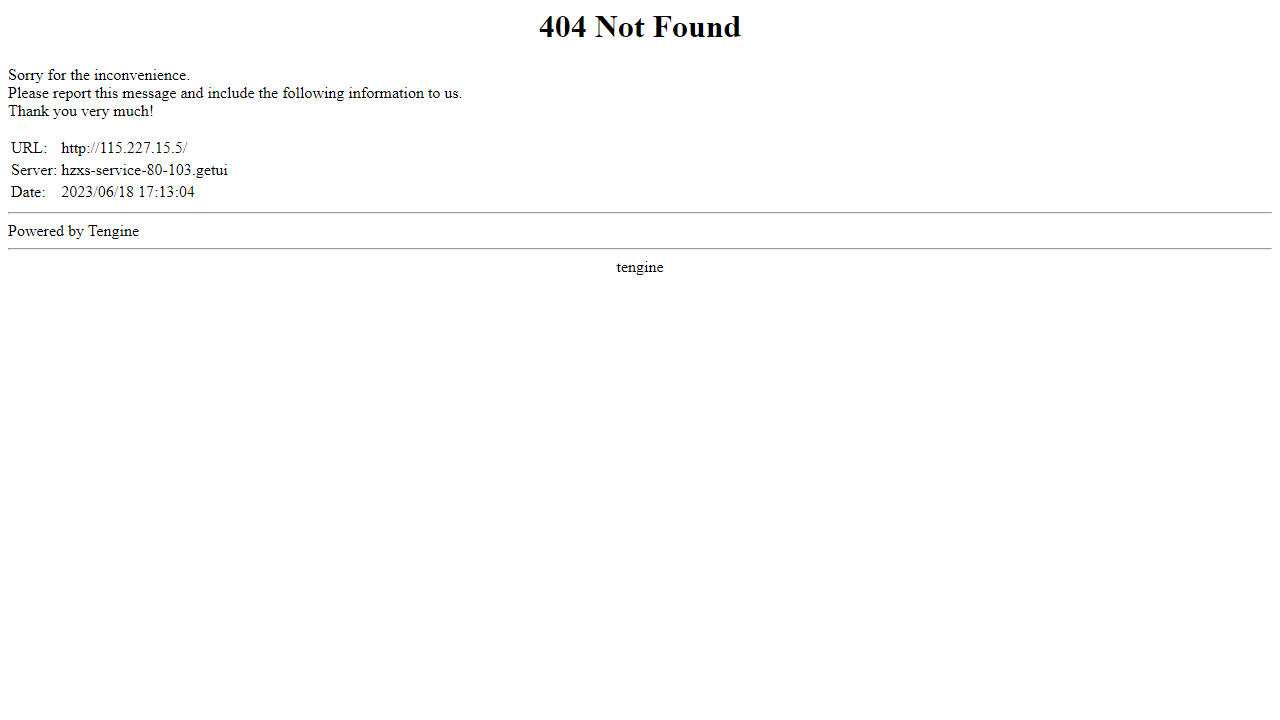 404 Not Found
Sorry for the inconvenience.
Please report this message and include the following information to us.
Thank you very much!
URL: http://115.227.15.5/
Server: hzxs-service-80-103.getui
Date: 2023/06/18 17:13:04
Powered by Tengine
tengine